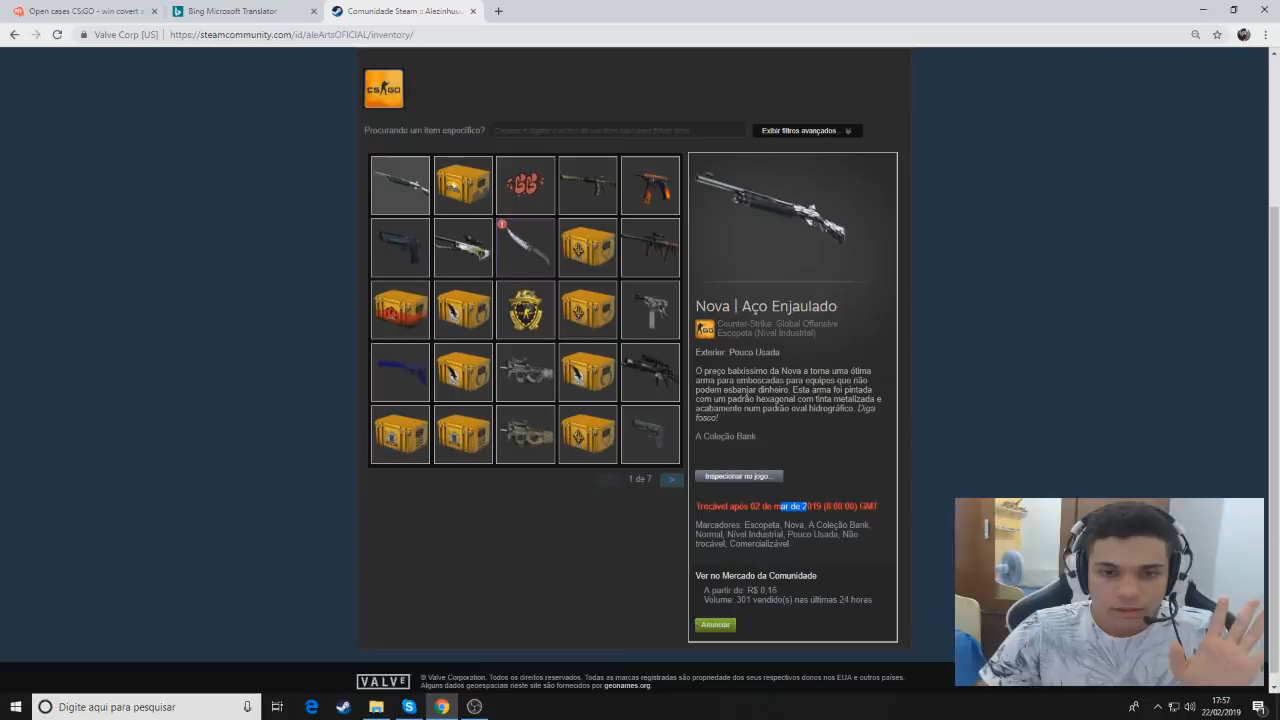 Open cases CSGO - win covert c
Bing Microsoft Translator
Comunidade Steam :: Alezinhuu
Valve Corp [US] | https://steamcommunity.com/id/aleArtsOFICIAL/inventory/
CS GO
Procurando um item específico?
Exibir filtros avançados...
GG
Nova | Aço Enjaulado
Counter-Strike: Global Offensive
Escopeta (Nível Industrial)
Exterior: Pouco Usada
O preço baixíssimo da Nova a torna uma ótima
arma para emboscadas para equipes que não
podem esbanjar dinheiro. Esta arma foi pintada
com um padrão hexagonal com tinta metalizada e
acabamento num padrão oval hidrográfico. Diga
fosco!
A Coleção Bank
Inspecionar no jogo...
1 de 7 >
Trocável após 02 de mar de 2019 (8:00:00) GMT
Marcadores: Escopeta, Nova, A Coleção Bank,
Normal, Nível Industrial, Pouco Usada, Não
trocável, Comercializável
Ver no Mercado da Comunidade
A partir de: R$ 0,16
Volume: 301 vendido(s) nas últimas 24 horas
Anunciar
VALVE
© Valve Corporation. Todos os direitos reservados. Todas as marcas registradas são propriedade dos seus respectivos donos nos EUA e outros países.
Alguns dados geoespaciais neste site são fornecidos por geonames.org.
Digite aqui para pesquisar
17:57
22/02/2019